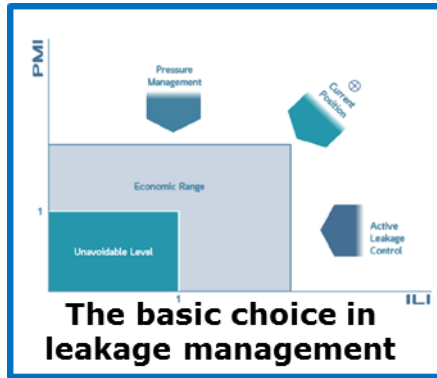 PMI
Pressure
Management
⊗
Current
Position
Economic Range
1
Unavoidable Level
Active
Leakage
Control
1
ILI
The basic choice in
leakage management